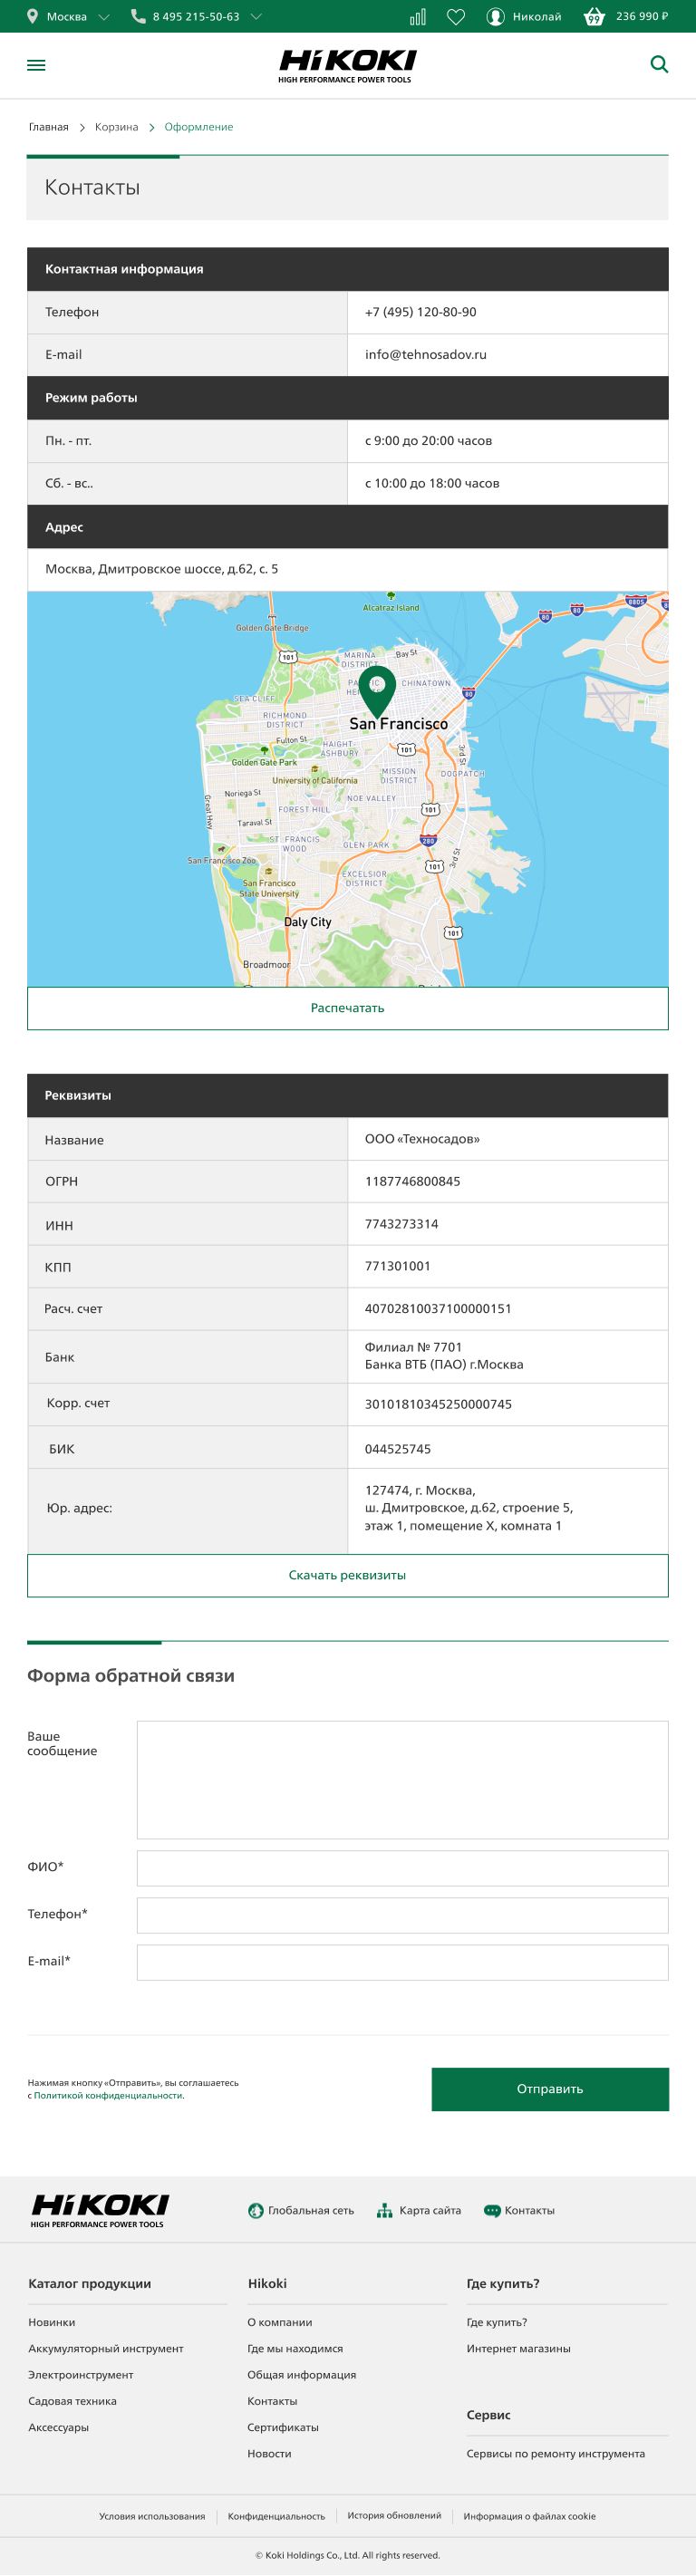 Москва
8 495 215-50-63
99
Николай
236 990 ₽
HiKOKI
HIGH PERFORMANCE POWER TOOLS
Главная > Корзина > Оформление
Контакты
Контактная информация
Телефон
+7 (495) 120-80-90
E-mail
info@tehnosadov.ru
Режим работы
Пн. - пт.
с 9:00 до 20:00 часов
Сб. - вс..
с 10:00 до 18:00 часов
Адрес
Москва, Дмитровское шоссе, д.62, с. 5
Alcatraz Island
Golden Gate Bridge
80
80
880S
101
MARINA
DISTRICT
Bay St
CHINATOWN
80
SEA CLIFF
RICHMOND
DISTRICT
San Francisco
Fulton St
HAIGHT-
ASHBURY
101
3rd St
Golden Gate Park
University of California
MISSION
DISTRICT
DOGPATCH
Noriega St
NOE VALLEY
Great Hwy
FOREST HILL
101
Taraval St
ST. FRANCIS
WOOD
GLEN PARK
280
3rd St
San Francisco Zoo
101
San Francisco
State University
EXCELSIOR
DISTRICT
Daly City
101
Broadmoor
Распечатать
Реквизиты
Название
ООО «Техносадов»
ОГРН
1187746800845
ИНН
7743273314
КПП
771301001
Расч. счет
40702810037100000151
Банк
Филиал № 7701
Банка ВТБ (ПАО) г.Москва
Корр. счет
30101810345250000745
БИК
044525745
Юр. адрес:
127474, г. Москва,
ш. Дмитровское, д.62, строение 5,
этаж 1, помещение X, комната 1
Скачать реквизиты
Форма обратной связи
Ваше
сообщение
ФИО*
Телефон*
E-mail*
Нажимая кнопку «Отправить», вы соглашаетесь
с Политикой конфиденциальности.
Отправить
HiKOKI
HIGH PERFORMANCE POWER TOOLS
Глобальная сеть
Карта сайта
Контакты
Каталог продукции
Новинки
Аккумуляторный инструмент
Электроинструмент
Садовая техника
Аксессуары
Hikoki
О компании
Где мы находимся
Общая информация
Контакты
Сертификаты
Новости
Где купить?
Где купить?
Интернет магазины
Сервис
Сервисы по ремонту инструмента
Условия использования
Конфиденциальность
История обновлений
Информация о файлах cookie
© Koki Holdings Co., Ltd. All rights reserved.